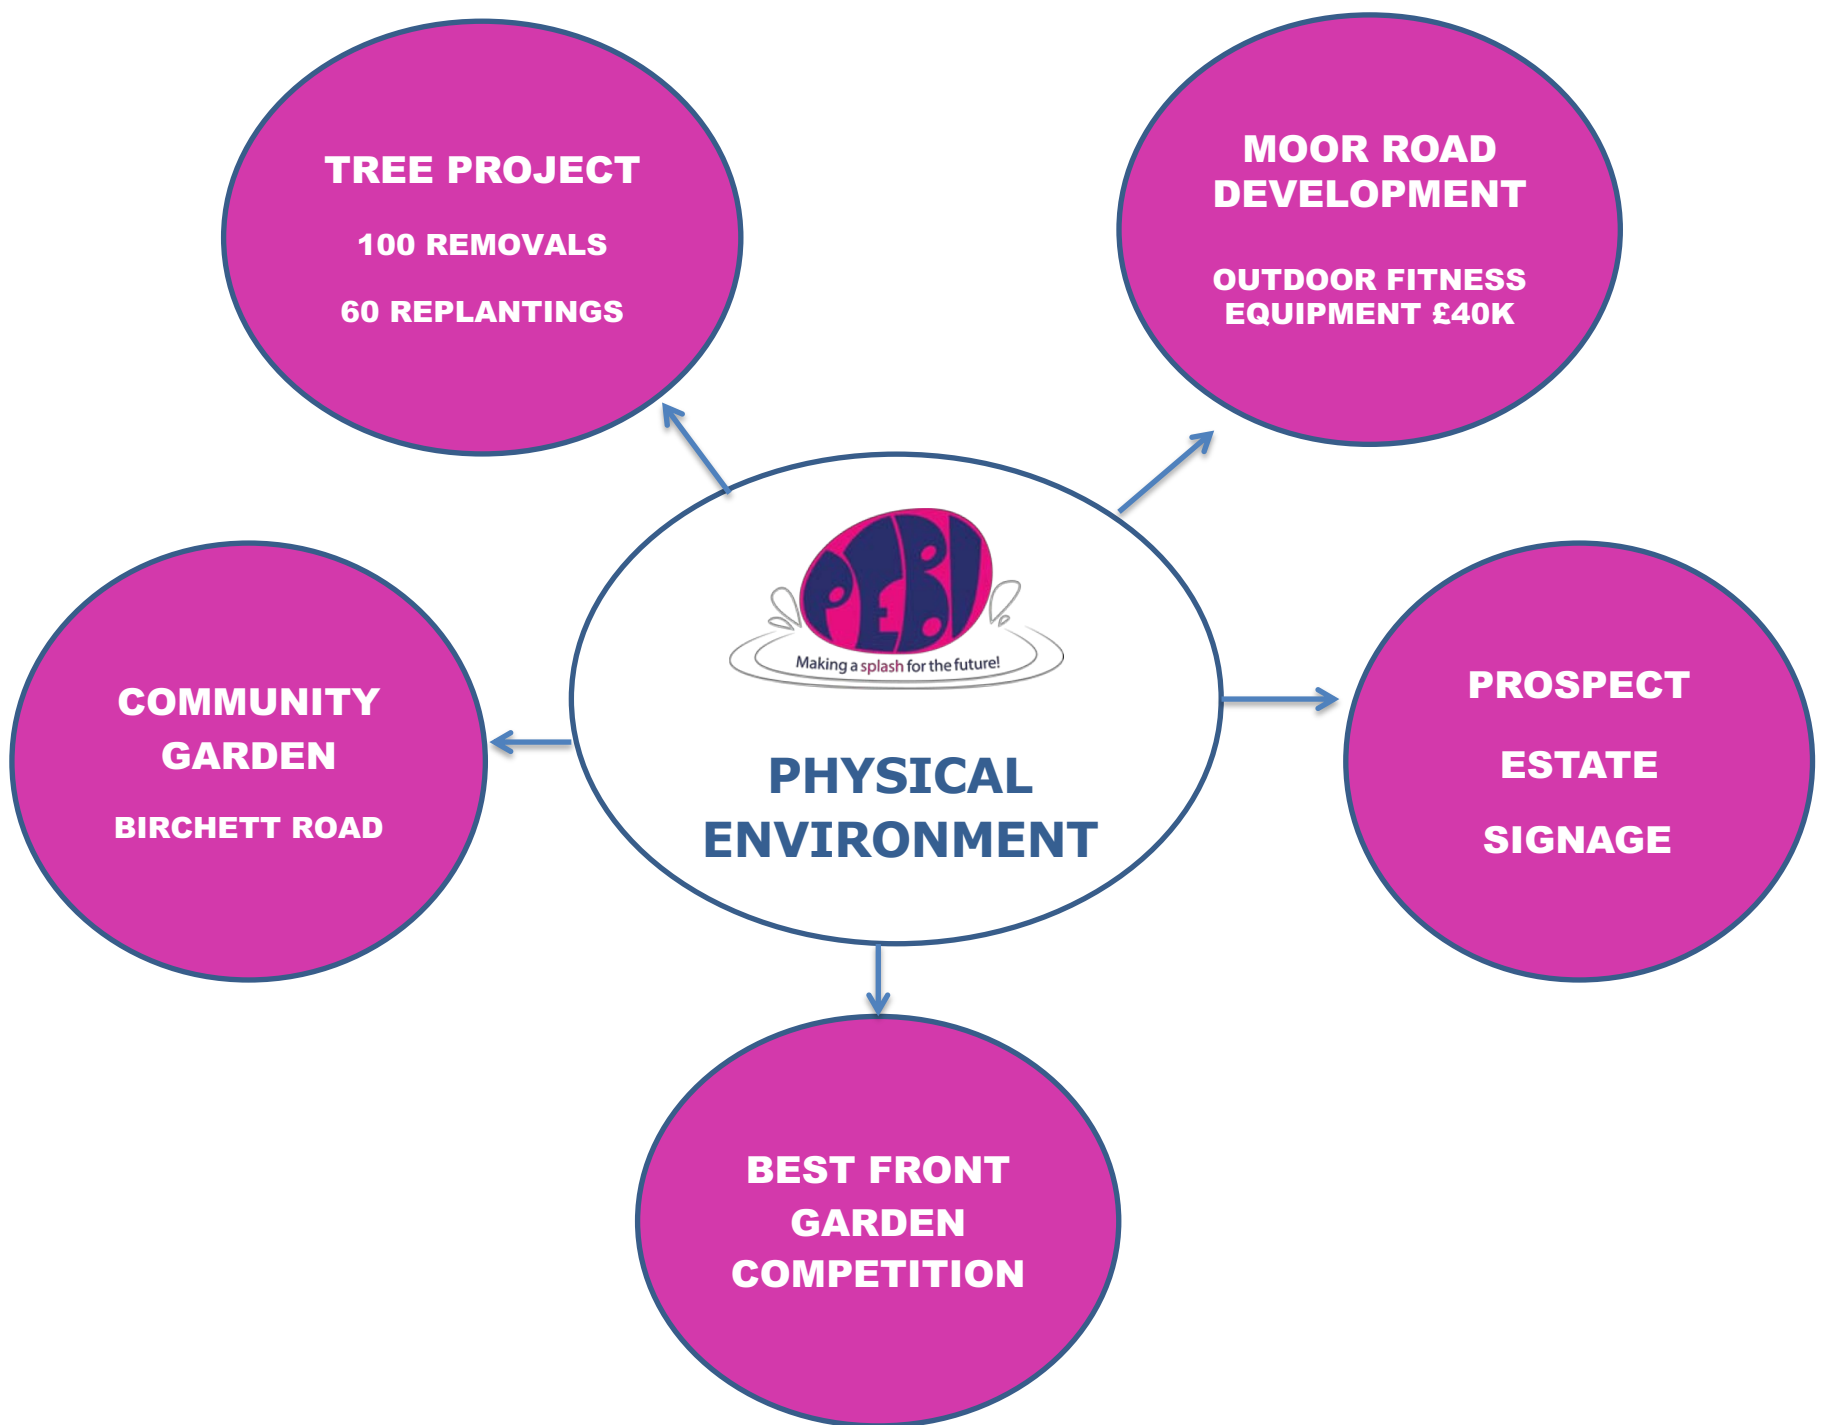 TREE PROJECT
100 REMOVALS
60 REPLANTINGS
MOOR ROAD
DEVELOPMENT
OUTDOOR FITNESS
EQUIPMENT £40K
PEBL
Making a splash for the future!
PHYSICAL
ENVIRONMENT
COMMUNITY
GARDEN
BIRCHETT ROAD
PROSPECT
ESTATE
SIGNAGE
BEST FRONT
GARDEN
COMPETITION